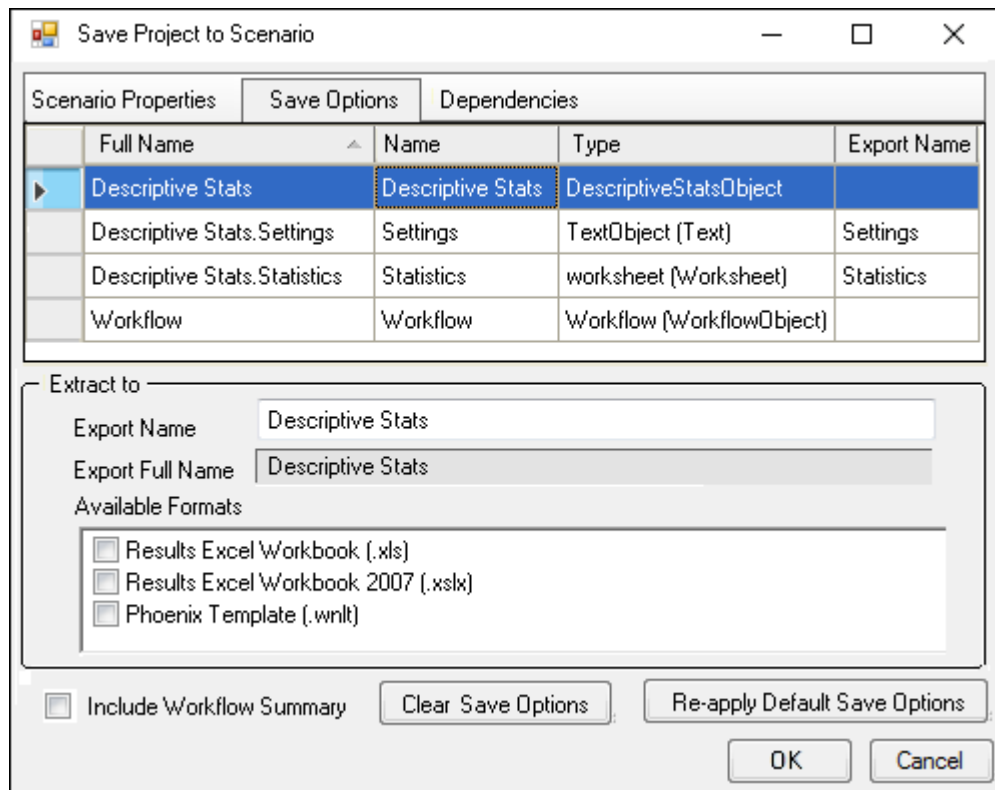 Save Project to Scenario
Scenario Properties Save Options Dependencies
Full Name Name Type Export Name
Descriptive Stats Descriptive Stats DescriptiveStatsObject
Descriptive Stats.Settings Settings TextObject (Text) Settings
Descriptive Stats.Statistics Statistics worksheet (Worksheet) Statistics
Workflow Workflow Workflow (WorkflowObject)
Extract to
Export Name Descriptive Stats
Export Full Name Descriptive Stats
Available Formats
Results Excel Workbook (.xls)
Results Excel Workbook 2007 (.xslx)
Phoenix Template (.wnlt)
Include Workflow Summary Clear Save Options Re-apply Default Save Options
OK Cancel